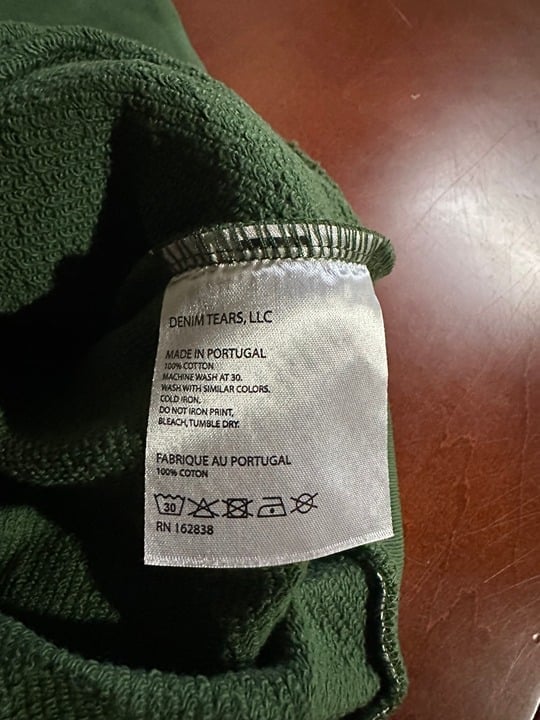 DENIM TEARS, LLC
MADE IN PORTUGAL
100% COTTON
MACHINE WASH AT 30.
WASH WITH SIMILAR COLORS.
COLD IRON.
DO NOT IRON PRINT,
BLEACH, TUMBLE DRY.
FABRIQUE AU PORTUGAL
100% COTON
30
RN 162838